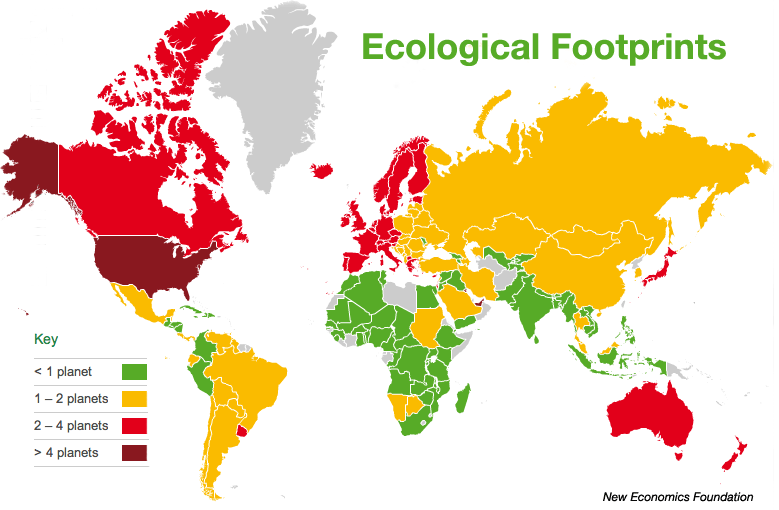 Ecological Footprints
Key
< 1 planet
1 – 2 planets
2 – 4 planets
> 4 planets
New Economics Foundation